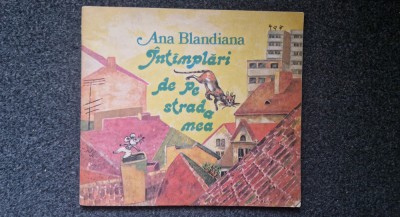 Ana Blandiana
Întîmplări
de pe
strada
mea